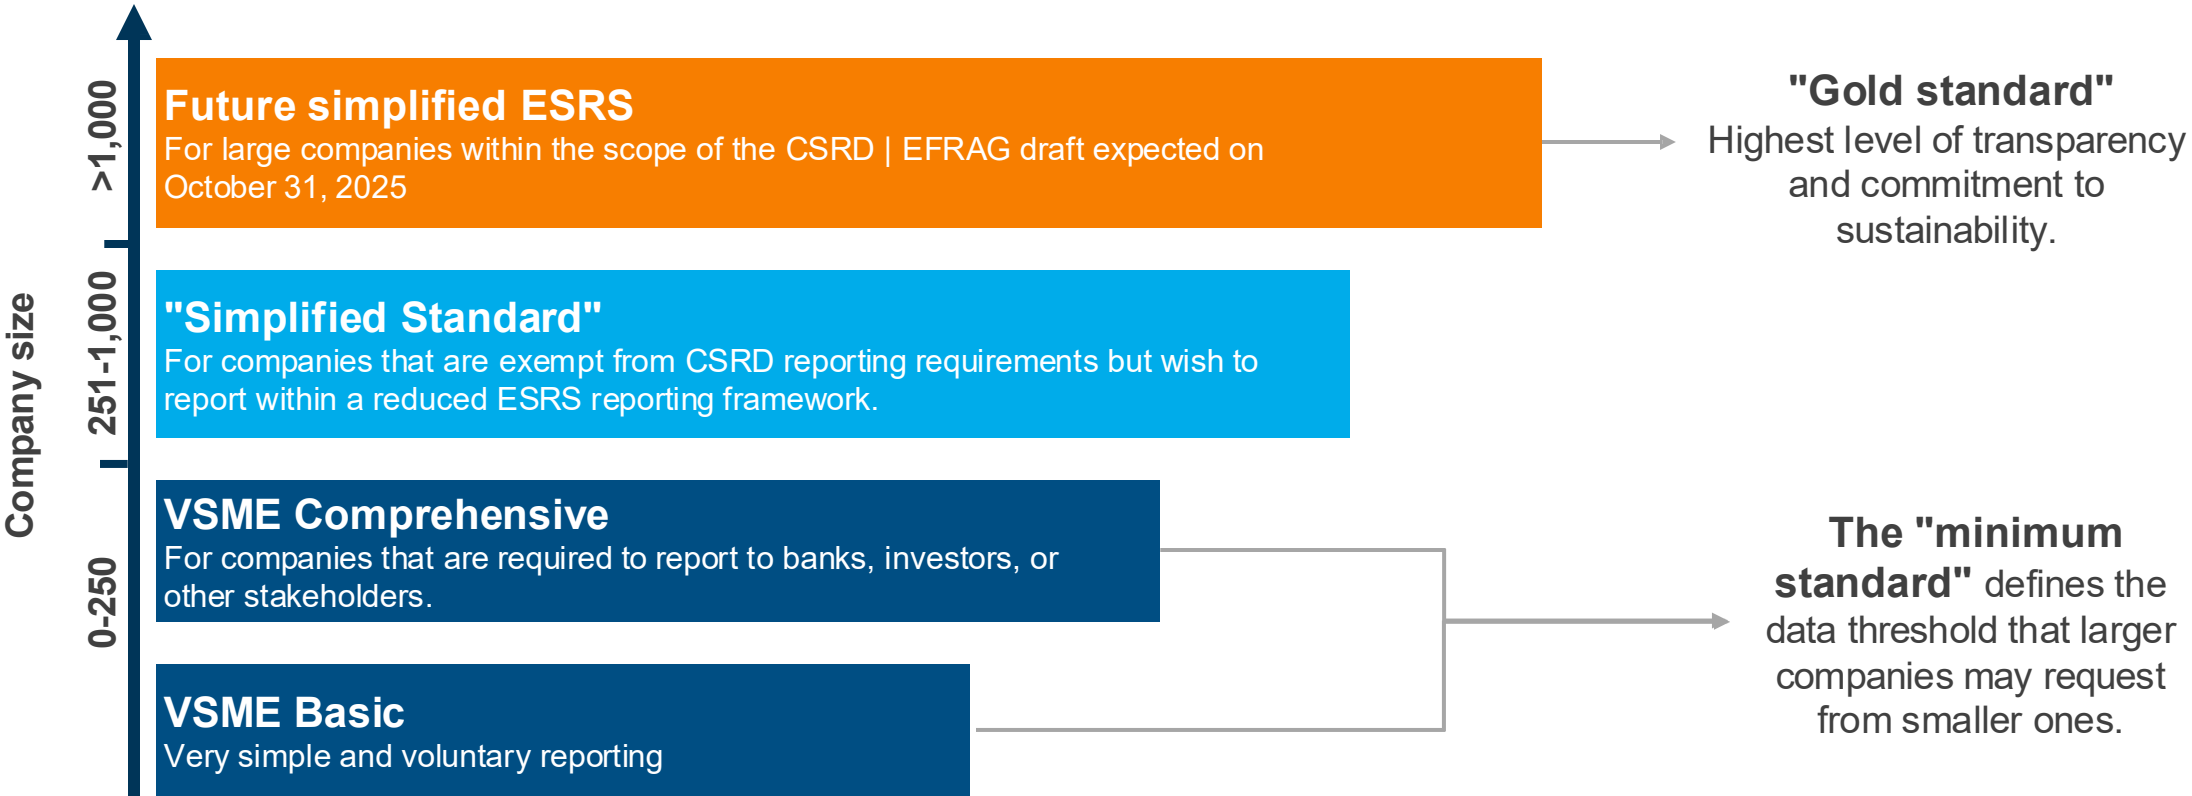 Company size
>1,000
251-1,000
0-250
Future simplified ESRS
For large companies within the scope of the CSRD | EFRAG draft expected on
October 31, 2025
"Gold standard"
Highest level of transparency
and commitment to
sustainability.
"Simplified Standard"
For companies that are exempt from CSRD reporting requirements but wish to
report within a reduced ESRS reporting framework.
VSME Comprehensive
For companies that are required to report to banks, investors, or
other stakeholders.
VSME Basic
Very simple and voluntary reporting
The "minimum
standard" defines the
data threshold that larger
companies may request
from smaller ones.